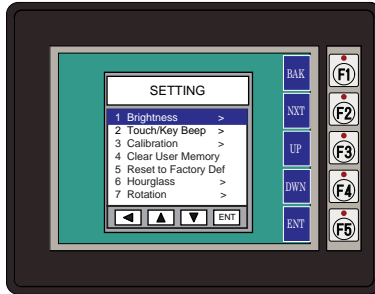 SETTING
1 Brightness >
2 Touch/Key Beep >
3 Calibration >
4 Clear User Memory
5 Reset to Factory Def
6 Hourglass >
7 Rotation >
ENT
BAK
NXT
UP
DWN
ENT
F1
F2
F3
F4
F5